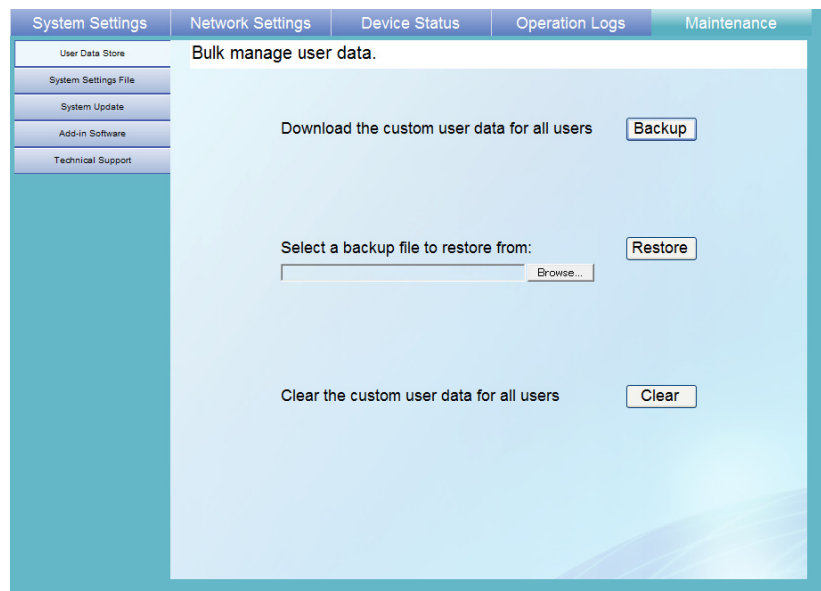 System Settings Network Settings Device Status Operation Logs Maintenance
User Data Store
System Settings File
System Update
Add-in Software
Technical Support
Bulk manage user data.
Download the custom user data for all users Backup
Select a backup file to restore from: Restore
Browse...
Clear the custom user data for all users Clear